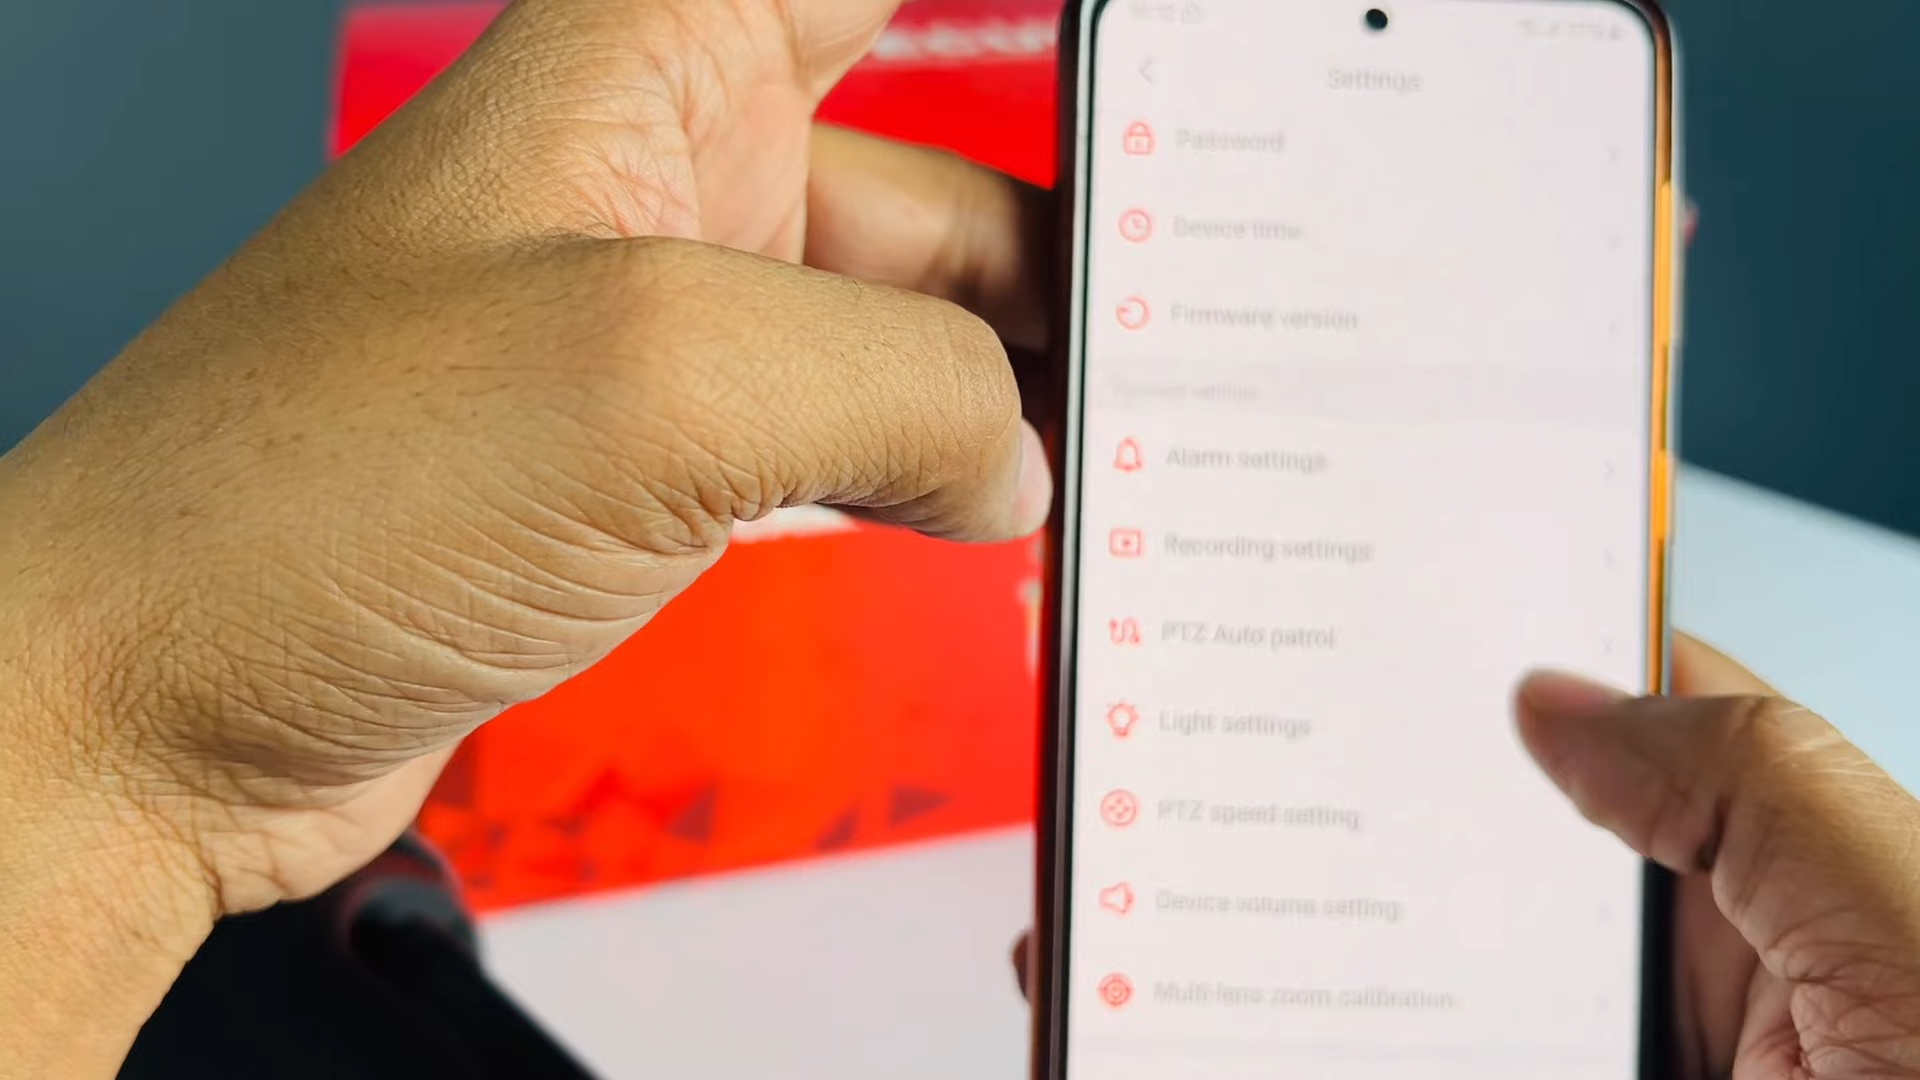 Settings
Password
Device time
Firmware version
Alarm settings
Recording settings
PTZ Auto patrol
Light settings
PTZ speed setting
Device volume setting
Multi-lens zoom calibration